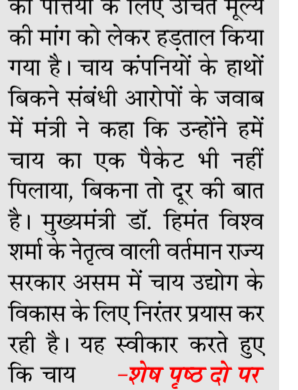 की पत्तियों के लिए उचित मूल्य
की मांग को लेकर हड़ताल किया
गया है। चाय कंपनियों के हाथों
बिकने संबंधी आरोपों के जवाब
में मंत्री ने कहा कि उन्होंने हमें
चाय का एक पैकेट भी नहीं
पिलाया, बिकना तो दूर की बात
है। मुख्यमंत्री डॉ. हिमंत विश्व
शर्मा के नेतृत्व वाली वर्तमान राज्य
सरकार असम में चाय उद्योग के
विकास के लिए निरंतर प्रयास कर
रही है। यह स्वीकार करते हुए
कि चाय –शेष पृष्ठ दो पर